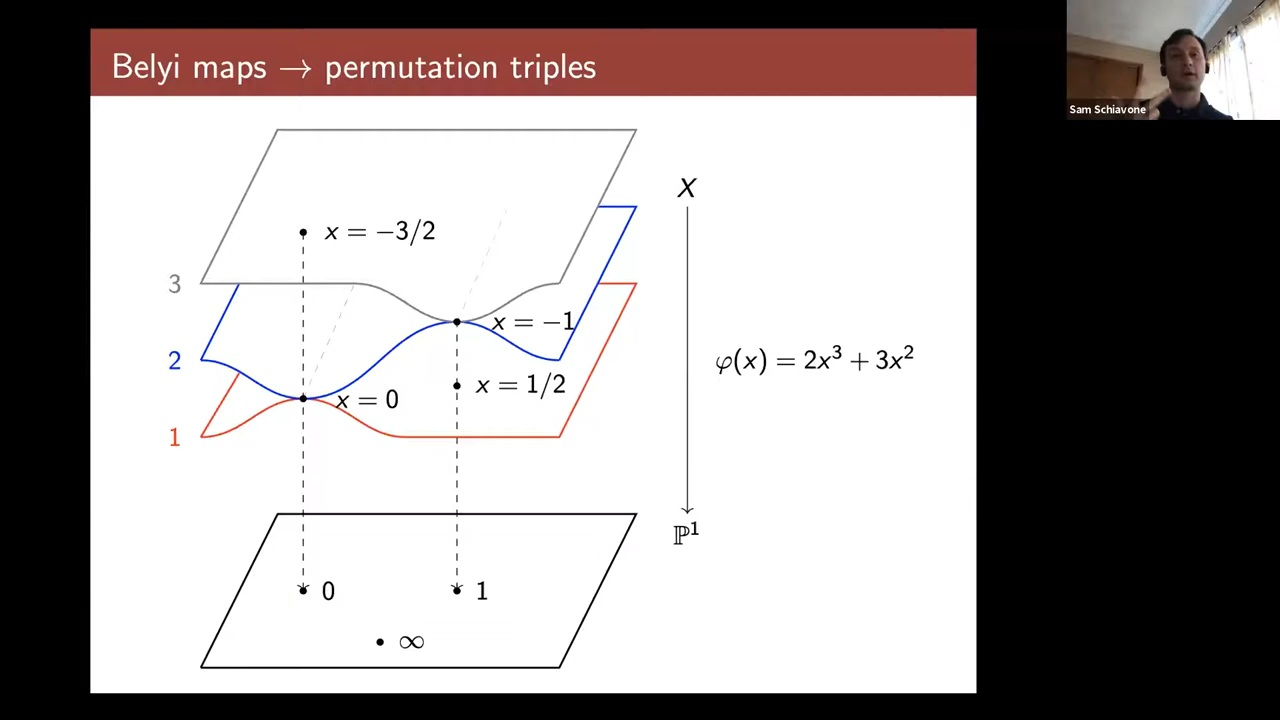 Belyi maps → permutation triples
Sam Schiavone
X
x = −3/2
3
x = −1
2
φ(x) = 2x³ + 3x²
x = 1/2
x = 0
1
ℙ¹
0
1
∞